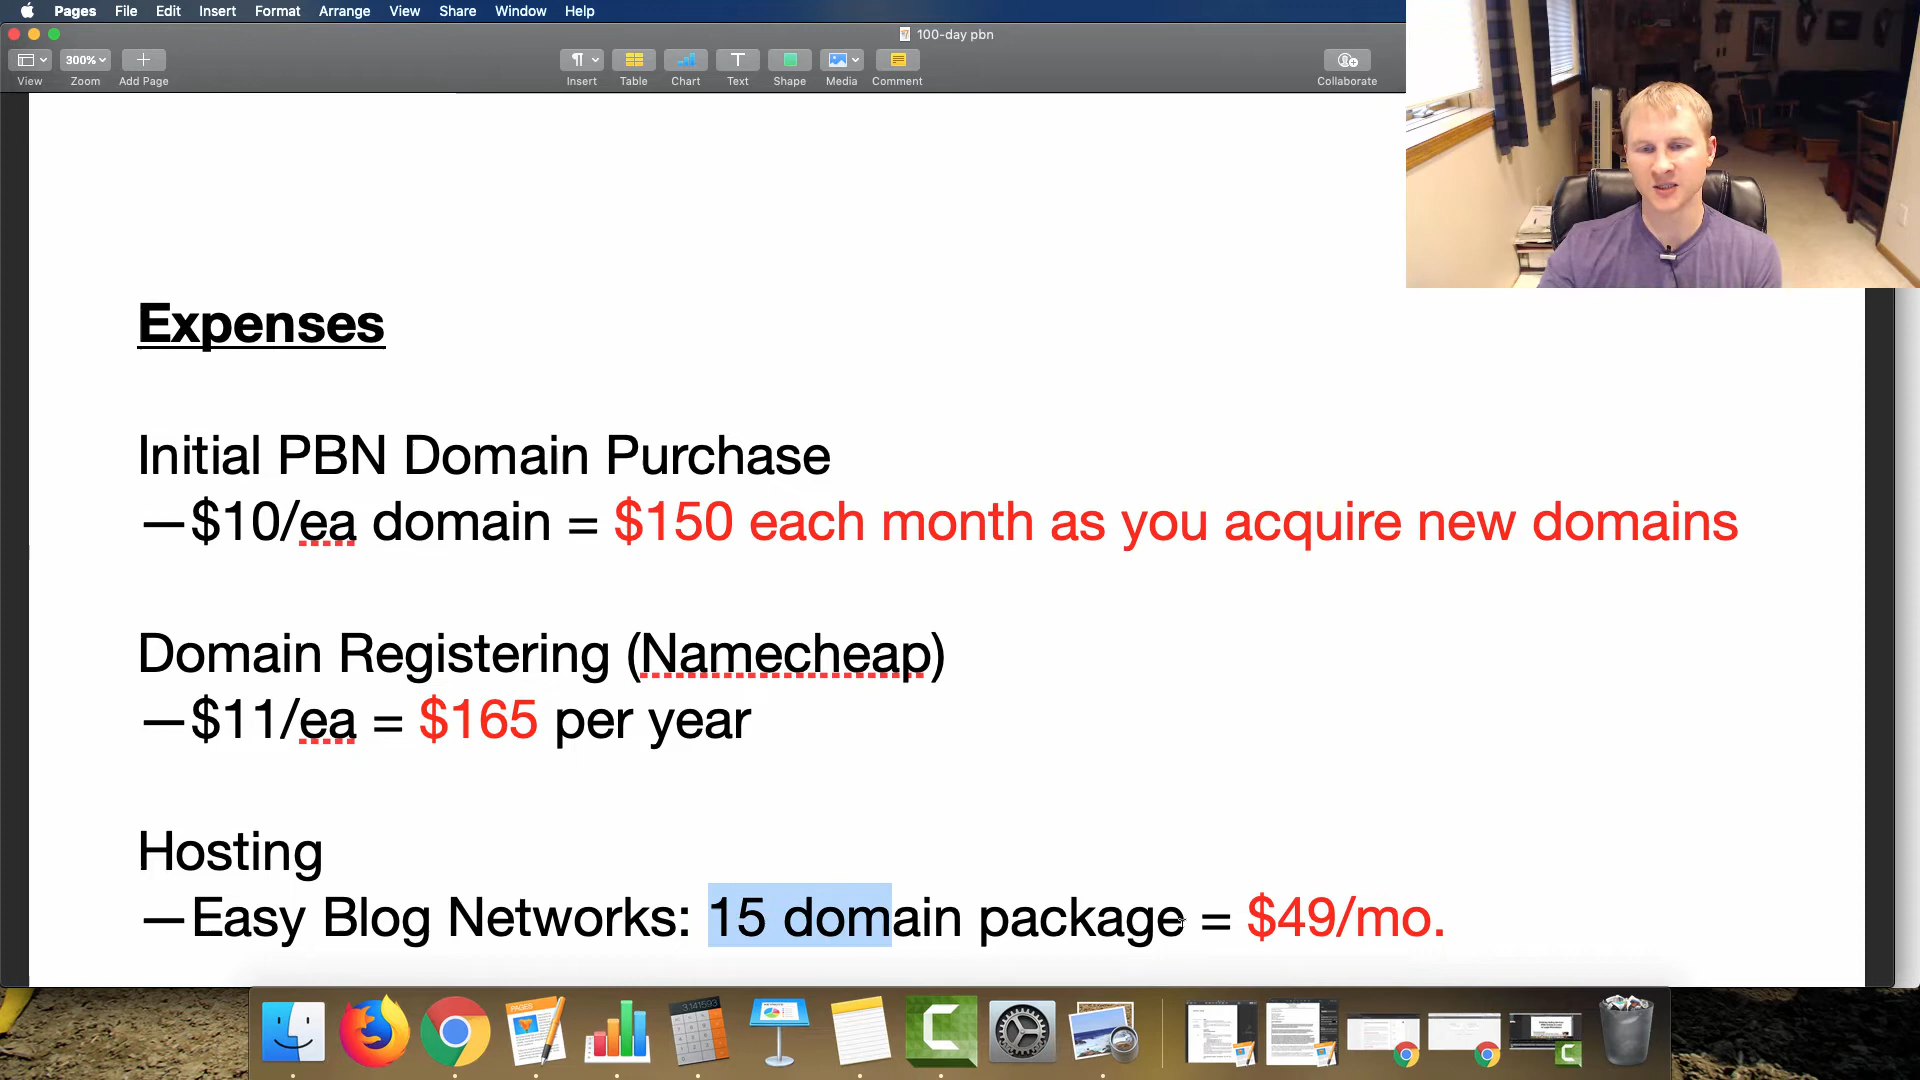 Pages File Edit Insert Format Arrange View Share Window Help
100-day pbn
300%
View Zoom Add Page Insert Table Chart Text Shape Media Comment Collaborate
Expenses
Initial PBN Domain Purchase
—$10/ea domain = $150 each month as you acquire new domains
Domain Registering (Namecheap)
—$11/ea = $165 per year
Hosting
—Easy Blog Networks: 15 domain package = $49/mo.
PAGES
3.141593